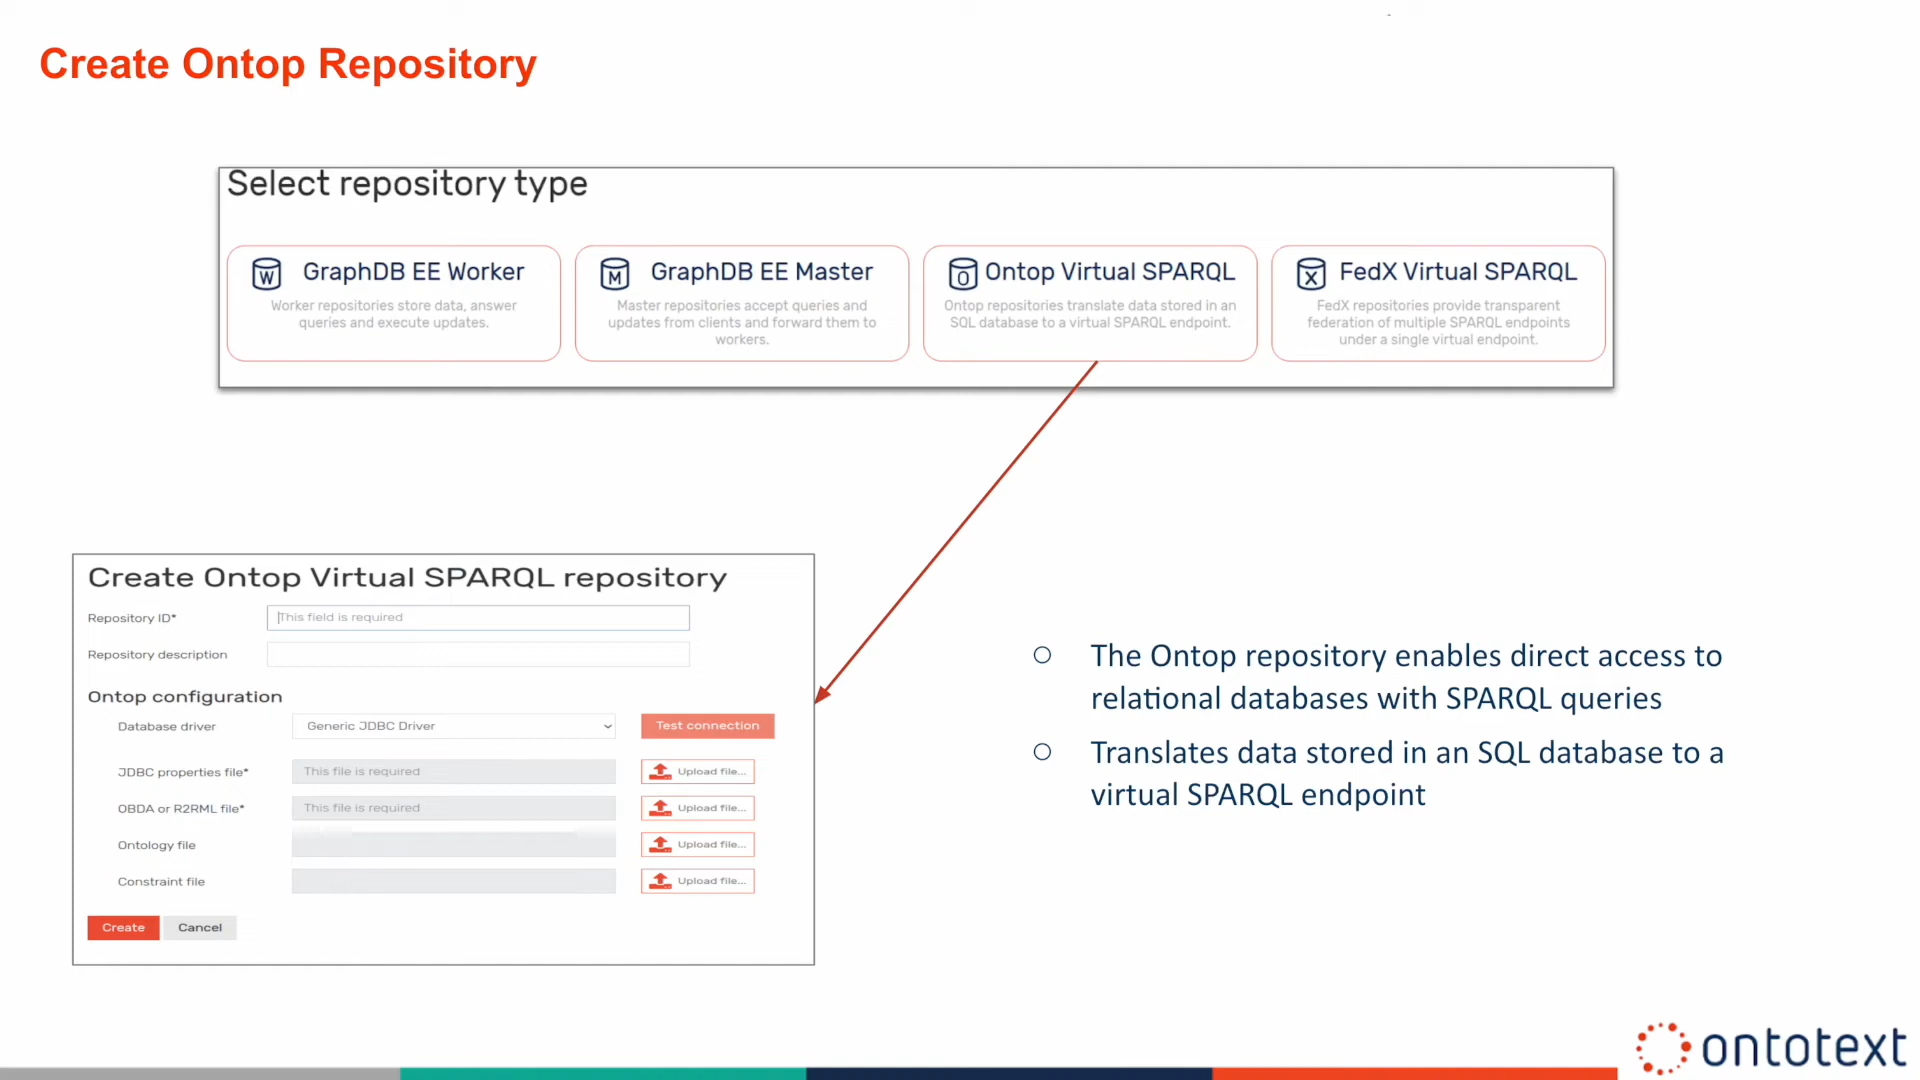 Create Ontop Repository
Select repository type
W GraphDB EE Worker
Worker repositories store data, answer
queries and execute updates.
M GraphDB EE Master
Master repositories accept queries and
updates from clients and forward them to
workers.
O Ontop Virtual SPARQL
Ontop repositories translate data stored in an
SQL database to a virtual SPARQL endpoint.
X FedX Virtual SPARQL
FedX repositories provide transparent
federation of multiple SPARQL endpoints
under a single virtual endpoint.
Create Ontop Virtual SPARQL repository
Repository ID* This field is required
Repository description
Ontop configuration
Database driver Generic JDBC Driver Test connection
JDBC properties file* This file is required Upload file...
OBDA or R2RML file* This file is required Upload file...
Ontology file Upload file...
Constraint file Upload file...
Create Cancel
○ The Ontop repository enables direct access to
relational databases with SPARQL queries
○ Translates data stored in an SQL database to a
virtual SPARQL endpoint
ontotext